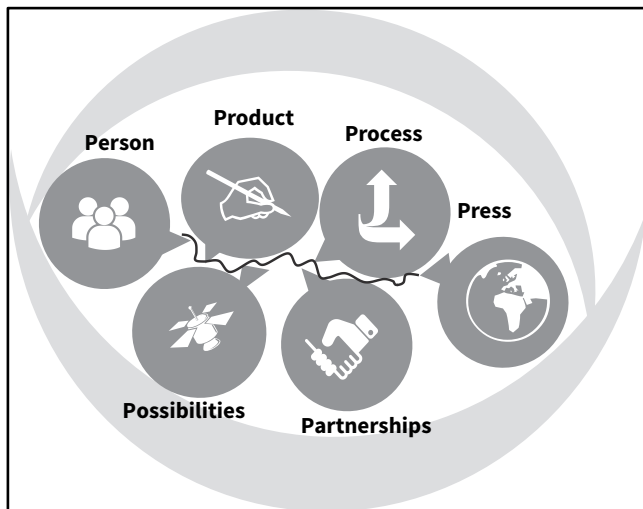 Person
Product
Process
Press
Possibilities
Partnerships